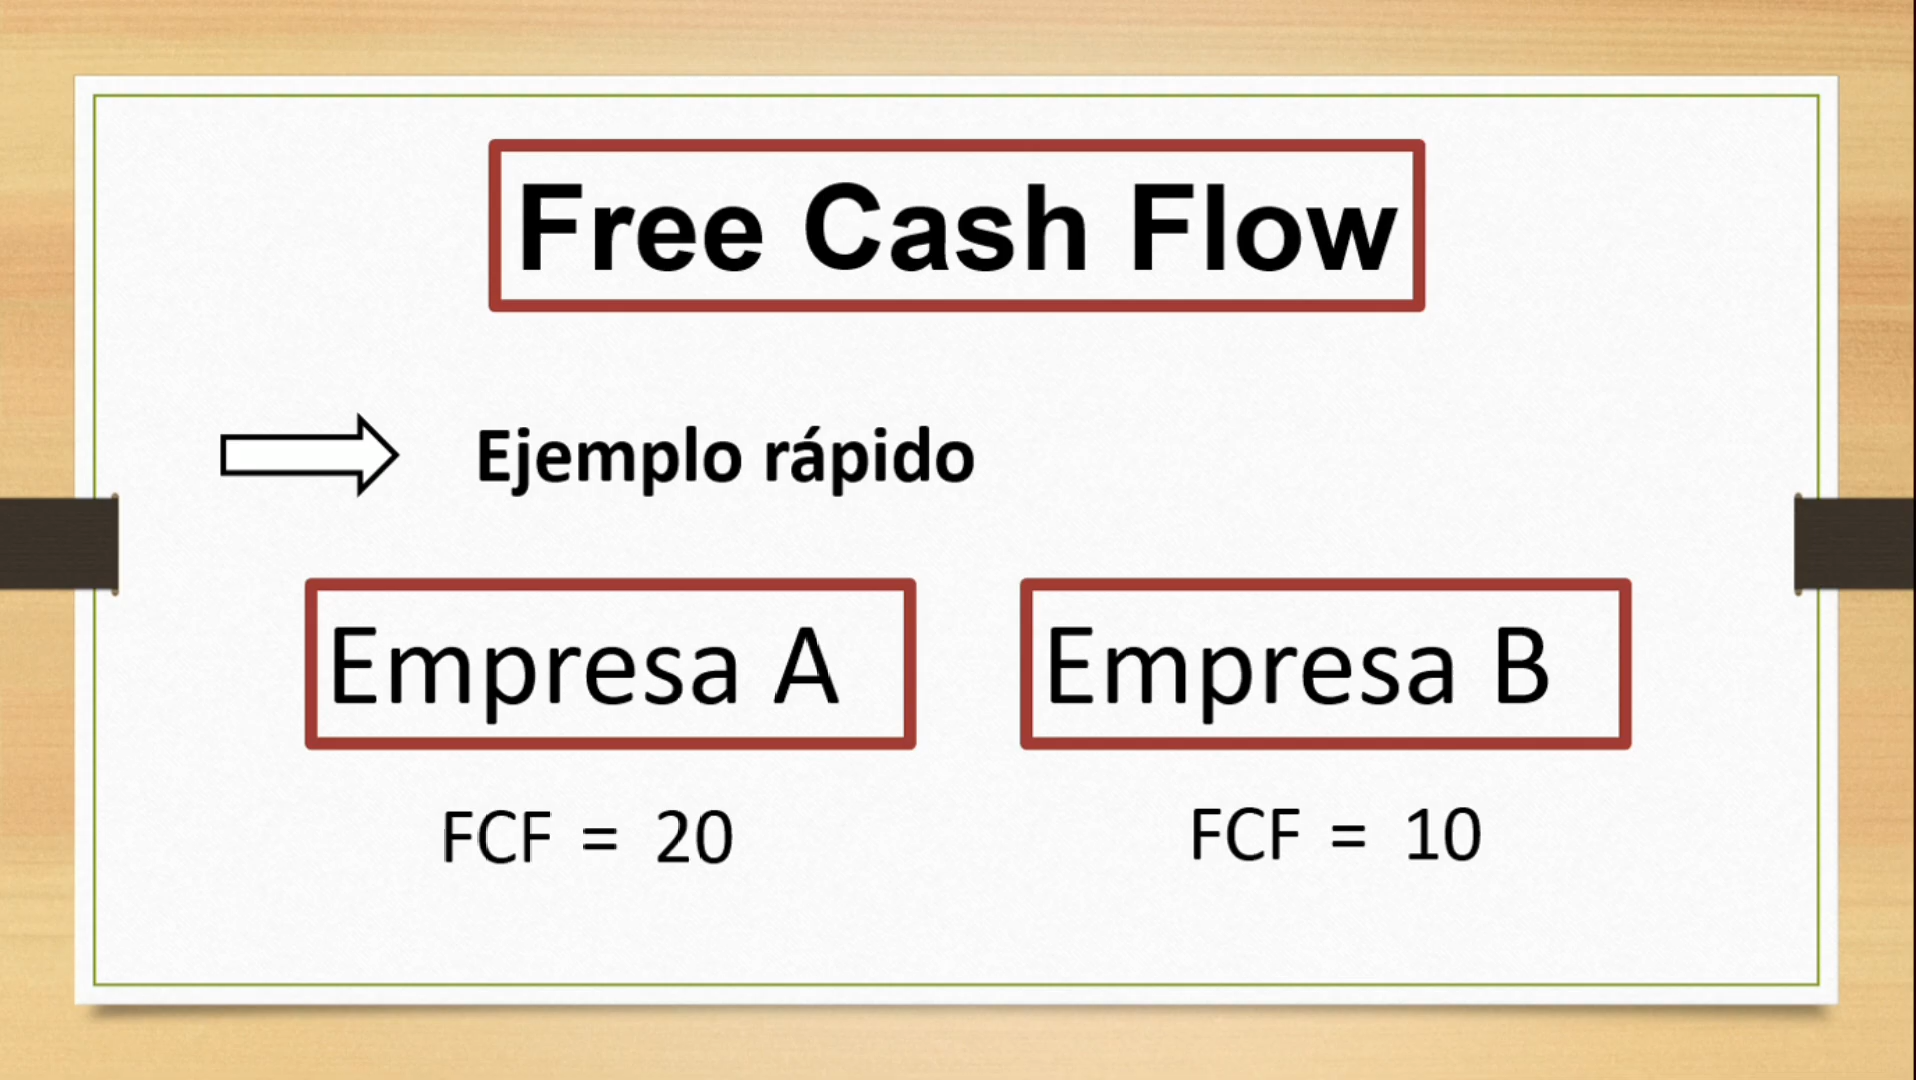 Free Cash Flow
Ejemplo rápido
Empresa A
Empresa B
FCF = 20
FCF = 10